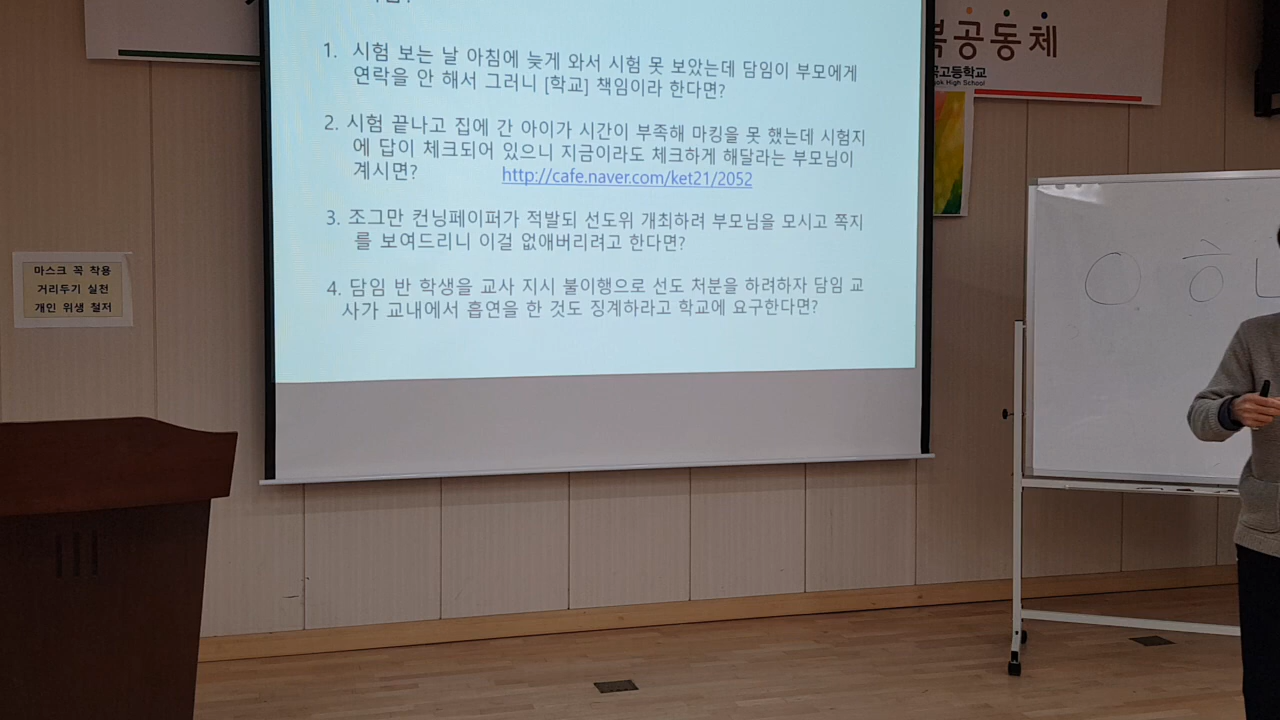 복공동체
곡고등학교
ok High School
1. 시험 보는 날 아침에 늦게 와서 시험 못 보았는데 담임이 부모에게
연락을 안 해서 그러니 [학교] 책임이라 한다면?
2. 시험 끝나고 집에 간 아이가 시간이 부족해 마킹을 못 했는데 시험지
에 답이 체크되어 있으니 지금이라도 체크하게 해달라는 부모님이
계시면? http://cafe.naver.com/ket21/2052
3. 조그만 컨닝페이퍼가 적발되 선도위 개최하려 부모님을 모시고 쪽지
를 보여드리니 이걸 없애버리려고 한다면?
4. 담임 반 학생을 교사 지시 불이행으로 선도 처분을 하려하자 담임 교
사가 교내에서 흡연을 한 것도 징계하라고 학교에 요구한다면?
마스크 꼭 착용
거리두기 실천
개인 위생 철저